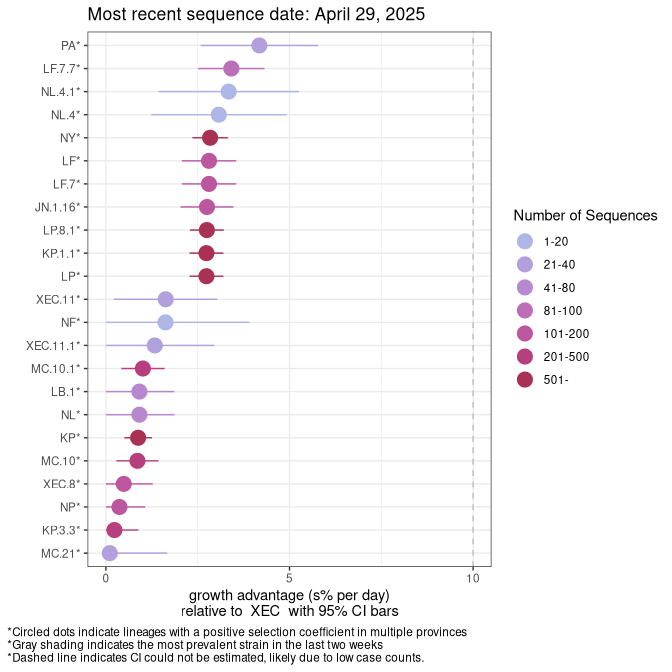 Most recent sequence date: April 29, 2025
PA*
LF.7.7*
NL.4.1*
NL.4*
NY*
LF*
LF.7*
JN.1.16*
LP.8.1*
KP.1.1*
LP*
XEC.11*
NF*
XEC.11.1*
MC.10.1*
LB.1*
NL*
KP*
MC.10*
XEC.8*
NP*
KP.3.3*
MC.21*
0 5 10
growth advantage (s% per day)
relative to XEC with 95% CI bars
Number of Sequences
1-20
21-40
41-80
81-100
101-200
201-500
501-
*Circled dots indicate lineages with a positive selection coefficient in multiple provinces
*Gray shading indicates the most prevalent strain in the last two weeks
*Dashed line indicates CI could not be estimated, likely due to low case counts.